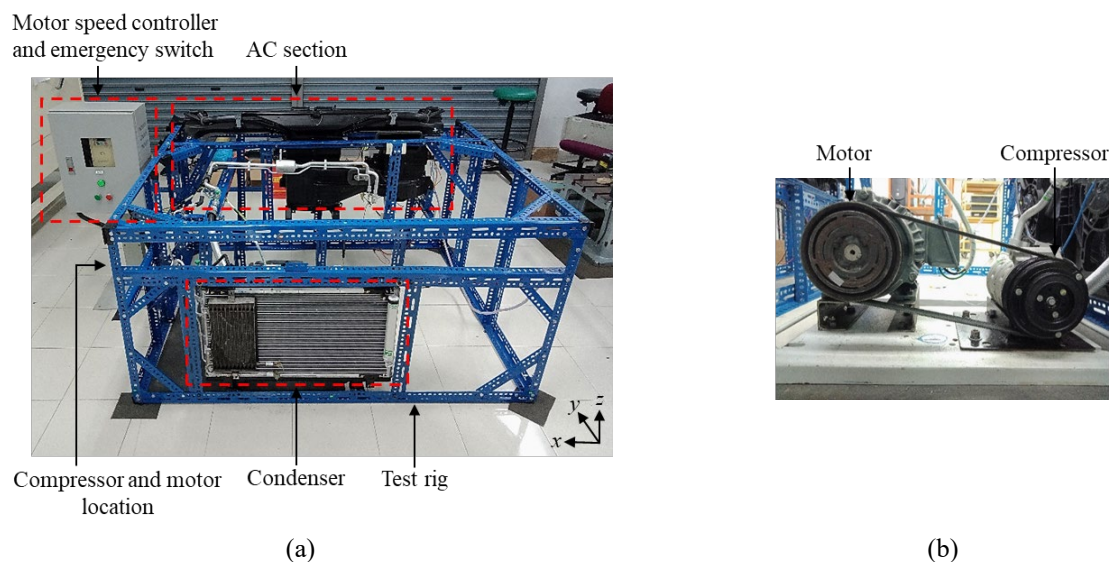 Motor speed controller
and emergency switch
AC section
Compressor and motor
location
Condenser
Test rig
x
y
z
(a)
Motor
Compressor
(b)